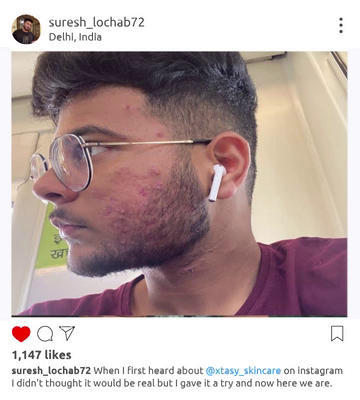 suresh_lochab72
Delhi, India
1,147 likes
suresh_lochab72 When I first heard about @xtasy_skincare on instagram
I didn't thought it would be real but I gave it a try and now here we are.